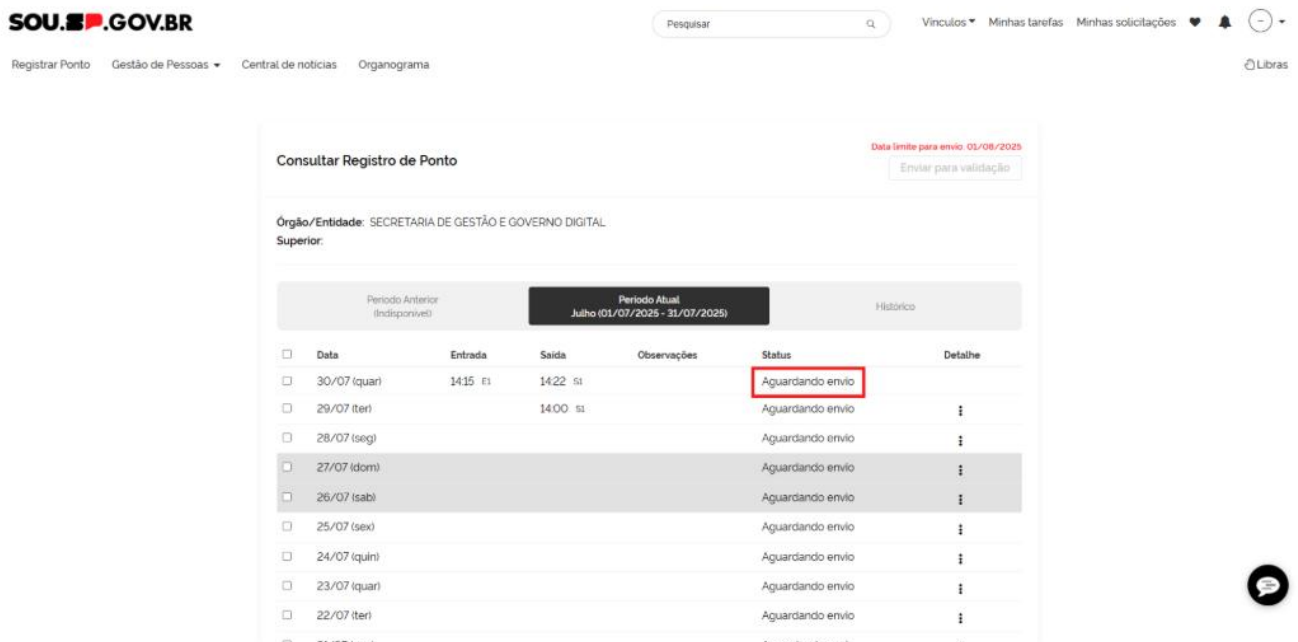 SOU.SP.GOV.BR
Pesquisar
Vínculos Minhas tarefas Minhas solicitações
Registrar Ponto Gestão de Pessoas Central de notícias Organograma
Libras
Data limite para envio: 01/08/2025
Consultar Registro de Ponto
Enviar para validação
Órgão/Entidade: SECRETARIA DE GESTÃO E GOVERNO DIGITAL
Superior:
Período Anterior
(Indisponível)
Período Atual
Julho (01/07/2025 - 31/07/2025)
Histórico
Data Entrada Saída Observações Status Detalhe
30/07 (quar) 14:15 E1 14:22 S1 Aguardando envio
29/07 (ter) 14:00 S1 Aguardando envio
28/07 (seg) Aguardando envio
27/07 (dom) Aguardando envio
26/07 (sab) Aguardando envio
25/07 (sex) Aguardando envio
24/07 (quin) Aguardando envio
23/07 (quar) Aguardando envio
22/07 (ter) Aguardando envio